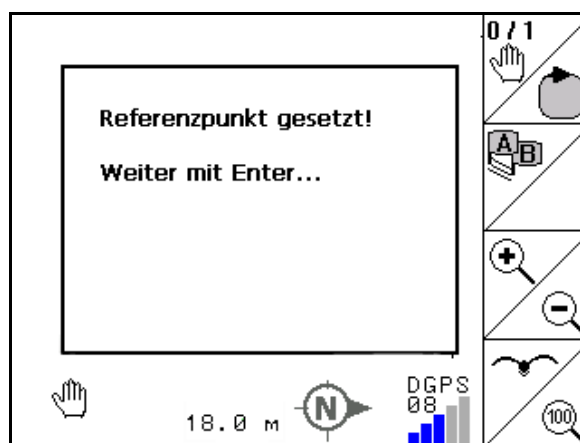 0/1
Referenzpunkt gesetzt!
A B
Weiter mit Enter...
DGPS
08
18.0 м
N
100